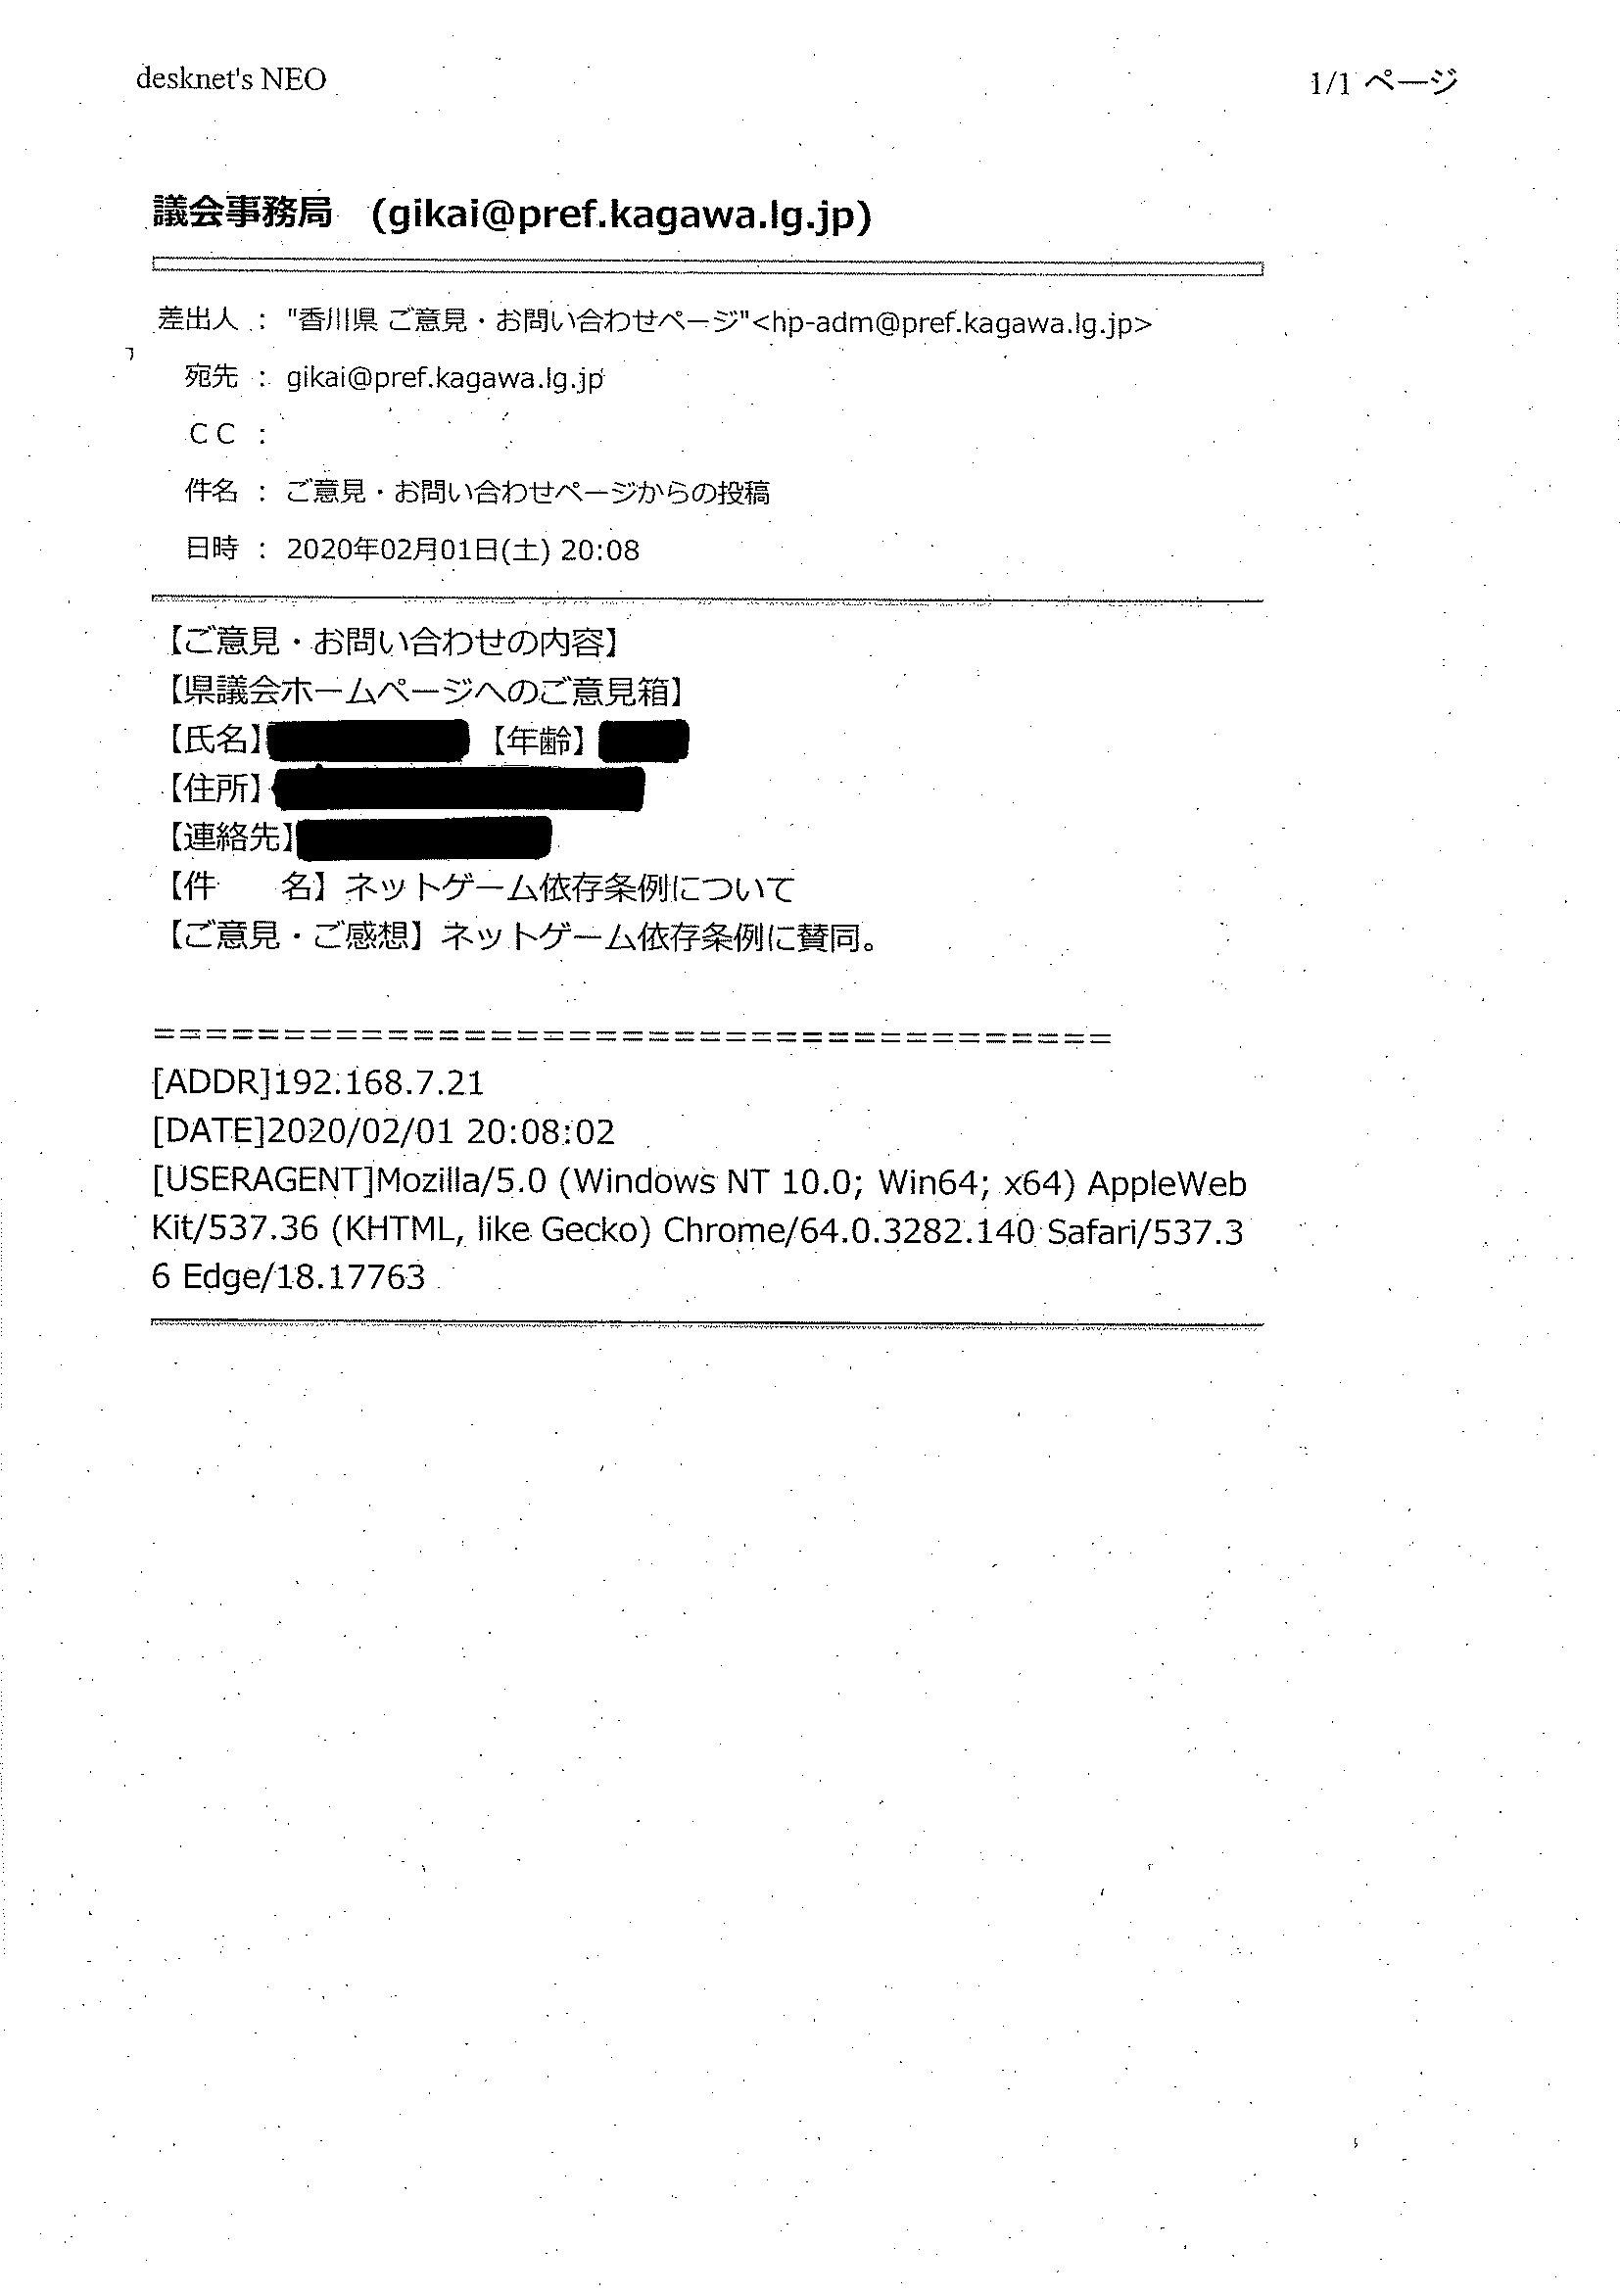 desknet's NEO
1/1 ページ
議会事務局 (gikai@pref.kagawa.lg.jp)
差出人 : "香川県 ご意見・お問い合わせページ"<hp-adm@pref.kagawa.lg.jp>
宛先 : gikai@pref.kagawa.lg.jp
CC :
件名 : ご意見・お問い合わせページからの投稿
日時 : 2020年02月01日(土) 20:08
【ご意見・お問い合わせの内容】
【県議会ホームページへのご意見箱】
【氏名】 【年齢】
【住所】
【連絡先】
【件　　名】ネットゲーム依存条例について
【ご意見・ご感想】ネットゲーム依存条例に賛同。
=====================================
[ADDR]192.168.7.21
[DATE]2020/02/01 20:08:02
[USERAGENT]Mozilla/5.0 (Windows NT 10.0; Win64; x64) AppleWeb
Kit/537.36 (KHTML, like Gecko) Chrome/64.0.3282.140 Safari/537.3
6 Edge/18.17763